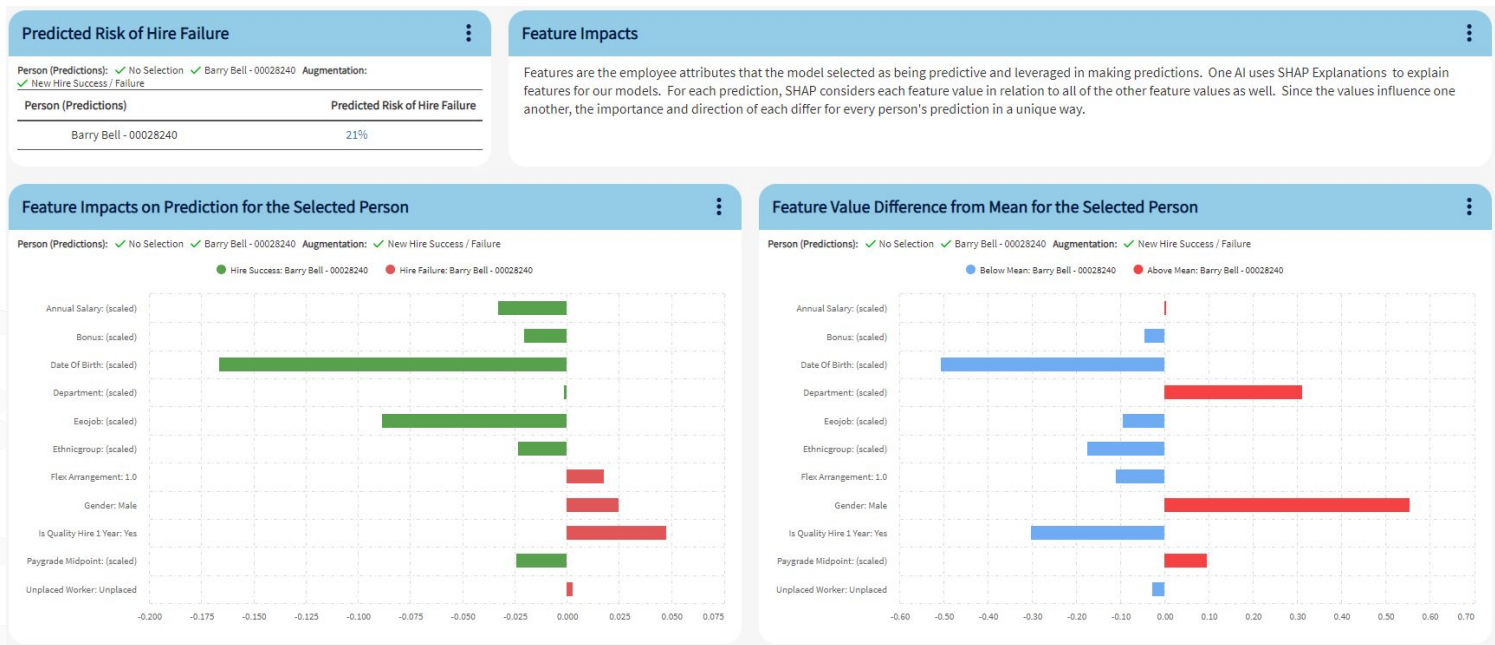 Predicted Risk of Hire Failure
Person (Predictions): No Selection Barry Bell - 00028240 Augmentation:
New Hire Success / Failure
Person (Predictions) Predicted Risk of Hire Failure
Barry Bell - 00028240 21%
Feature Impacts
Features are the employee attributes that the model selected as being predictive and leveraged in making predictions. One AI uses SHAP Explanations to explain
features for our models. For each prediction, SHAP considers each feature value in relation to all of the other feature values as well. Since the values influence one
another, the importance and direction of each differ for every person's prediction in a unique way.
Feature Impacts on Prediction for the Selected Person
Person (Predictions): No Selection Barry Bell - 00028240 Augmentation: New Hire Success / Failure
Hire Success: Barry Bell - 00028240 Hire Failure: Barry Bell - 00028240
Annual Salary: (scaled)
Bonus: (scaled)
Date Of Birth: (scaled)
Department: (scaled)
Eeojob: (scaled)
Ethnicgroup: (scaled)
Flex Arrangement: 1.0
Gender: Male
Is Quality Hire 1 Year: Yes
Paygrade Midpoint: (scaled)
Unplaced Worker: Unplaced
-0.200 -0.175 -0.150 -0.125 -0.100 -0.075 -0.050 -0.025 0.000 0.025 0.050 0.075
Feature Value Difference from Mean for the Selected Person
Person (Predictions): No Selection Barry Bell - 00028240 Augmentation: New Hire Success / Failure
Below Mean: Barry Bell - 00028240 Above Mean: Barry Bell - 00028240
Annual Salary: (scaled)
Bonus: (scaled)
Date Of Birth: (scaled)
Department: (scaled)
Eeojob: (scaled)
Ethnicgroup: (scaled)
Flex Arrangement: 1.0
Gender: Male
Is Quality Hire 1 Year: Yes
Paygrade Midpoint: (scaled)
Unplaced Worker: Unplaced
-0.60 -0.50 -0.40 -0.30 -0.20 -0.10 0.00 0.10 0.20 0.30 0.40 0.50 0.60 0.70